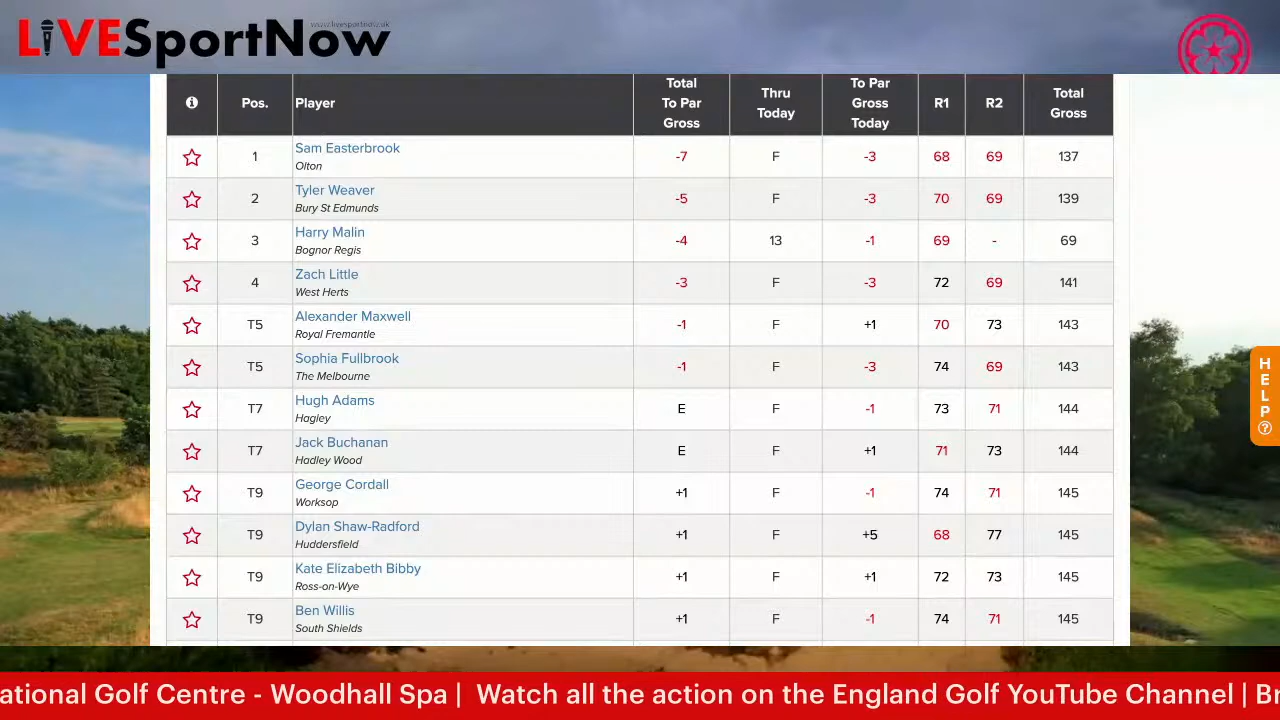 LIVESportNow
www.livesportnow.uk
Pos. Player Total To Par Gross Thru Today To Par Gross Today R1 R2 Total Gross
1 Sam Easterbrook -7 F -3 68 69 137
Olton
2 Tyler Weaver -5 F -3 70 69 139
Bury St Edmunds
3 Harry Malin -4 13 -1 69 - 69
Bognor Regis
4 Zach Little -3 F -3 72 69 141
West Herts
T5 Alexander Maxwell -1 F +1 70 73 143
Royal Fremantle
T5 Sophia Fullbrook -1 F -3 74 69 143
The Melbourne
T7 Hugh Adams E F -1 73 71 144
Hagley
T7 Jack Buchanan E F +1 71 73 144
Hadley Wood
T9 George Cordall +1 F -1 74 71 145
Worksop
T9 Dylan Shaw-Radford +1 F +5 68 77 145
Huddersfield
T9 Kate Elizabeth Bibby +1 F +1 72 73 145
Ross-on-Wye
T9 Ben Willis +1 F -1 74 71 145
South Shields
HELP?
ational Golf Centre - Woodhall Spa | Watch all the action on the England Golf YouTube Channel | Br